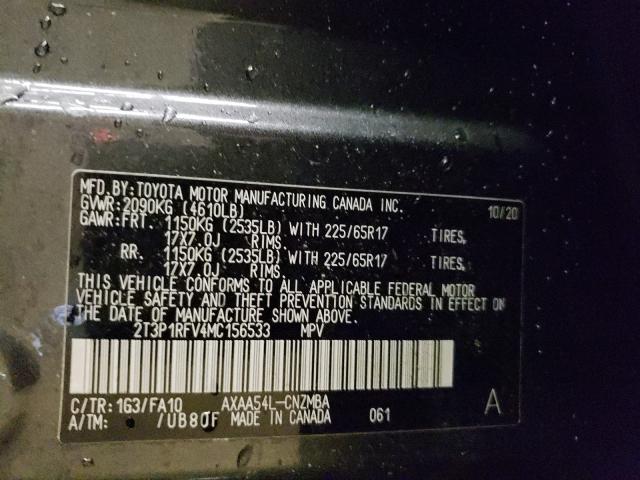 MFD. BY: TOYOTA MOTOR MANUFACTURING CANADA INC. 10/20
GVWR: 2090KG (4610LB)
GAWR: FRT. 1150KG (2535LB) WITH 225/65R17 TIRES,
17X7.0J RIMS.
RR. 1150KG (2535LB) WITH 225/65R17 TIRES,
17X7.0J RIMS.
THIS VEHICLE CONFORMS TO ALL APPLICABLE FEDERAL MOTOR
VEHICLE SAFETY AND THEFT PREVENTION STANDARDS IN EFFECT ON
THE DATE OF MANUFACTURE SHOWN ABOVE.
2T3P1RFV4MC156533 MPV
C/TR: 163/FA10 AXAA54L-CNZMBA
A/TM: /UB80F MADE IN CANADA 061 A